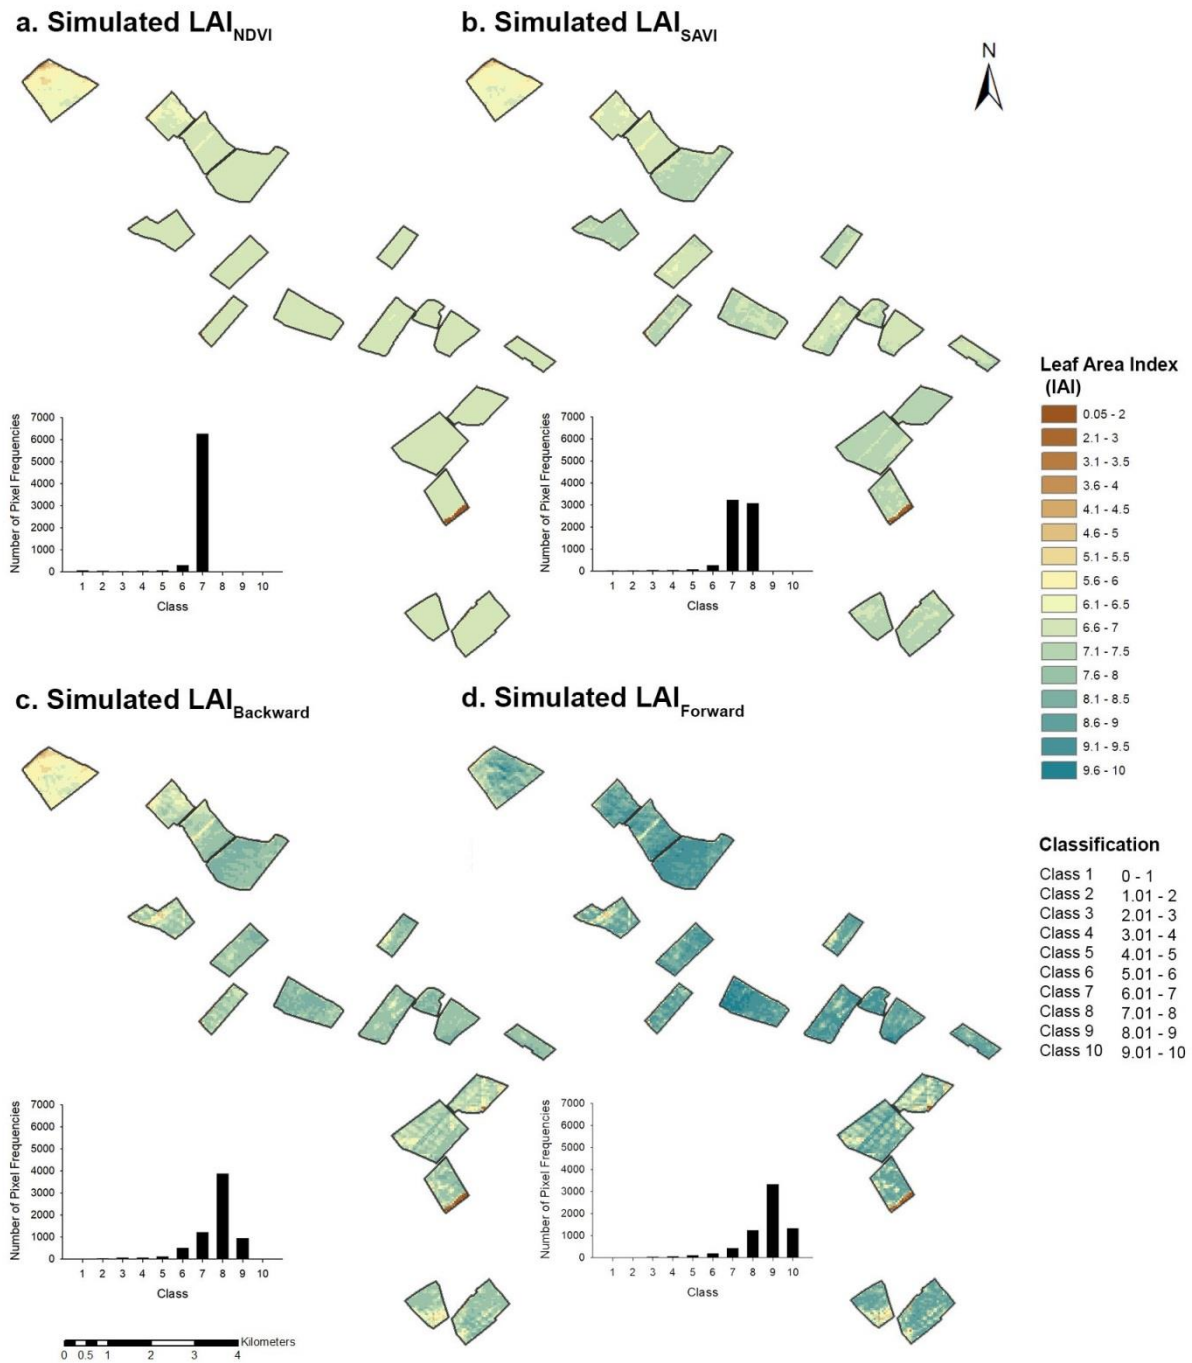 a. Simulated LAI NDVI
b. Simulated LAI SAVI
N
Leaf Area Index
(IAI)
0.05 - 2
2.1 - 3
3.1 - 3.5
3.6 - 4
4.1 - 4.5
4.6 - 5
5.1 - 5.5
5.6 - 6
6.1 - 6.5
6.6 - 7
7.1 - 7.5
7.6 - 8
8.1 - 8.5
8.6 - 9
9.1 - 9.5
9.6 - 10
Number of Pixel Frequencies
7000
6000
5000
4000
3000
2000
1000
0
1 2 3 4 5 6 7 8 9 10
Class
Number of Pixel Frequencies
7000
6000
5000
4000
3000
2000
1000
0
1 2 3 4 5 6 7 8 9 10
Class
c. Simulated LAI Backward
d. Simulated LAI Forward
Classification
Class 1 0 - 1
Class 2 1.01 - 2
Class 3 2.01 - 3
Class 4 3.01 - 4
Class 5 4.01 - 5
Class 6 5.01 - 6
Class 7 6.01 - 7
Class 8 7.01 - 8
Class 9 8.01 - 9
Class 10 9.01 - 10
Number of Pixel Frequencies
7000
6000
5000
4000
3000
2000
1000
0
1 2 3 4 5 6 7 8 9 10
Class
Number of Pixel Frequencies
7000
6000
5000
4000
3000
2000
1000
0
1 2 3 4 5 6 7 8 9 10
Class
Kilometers
0 0.5 1 2 3 4